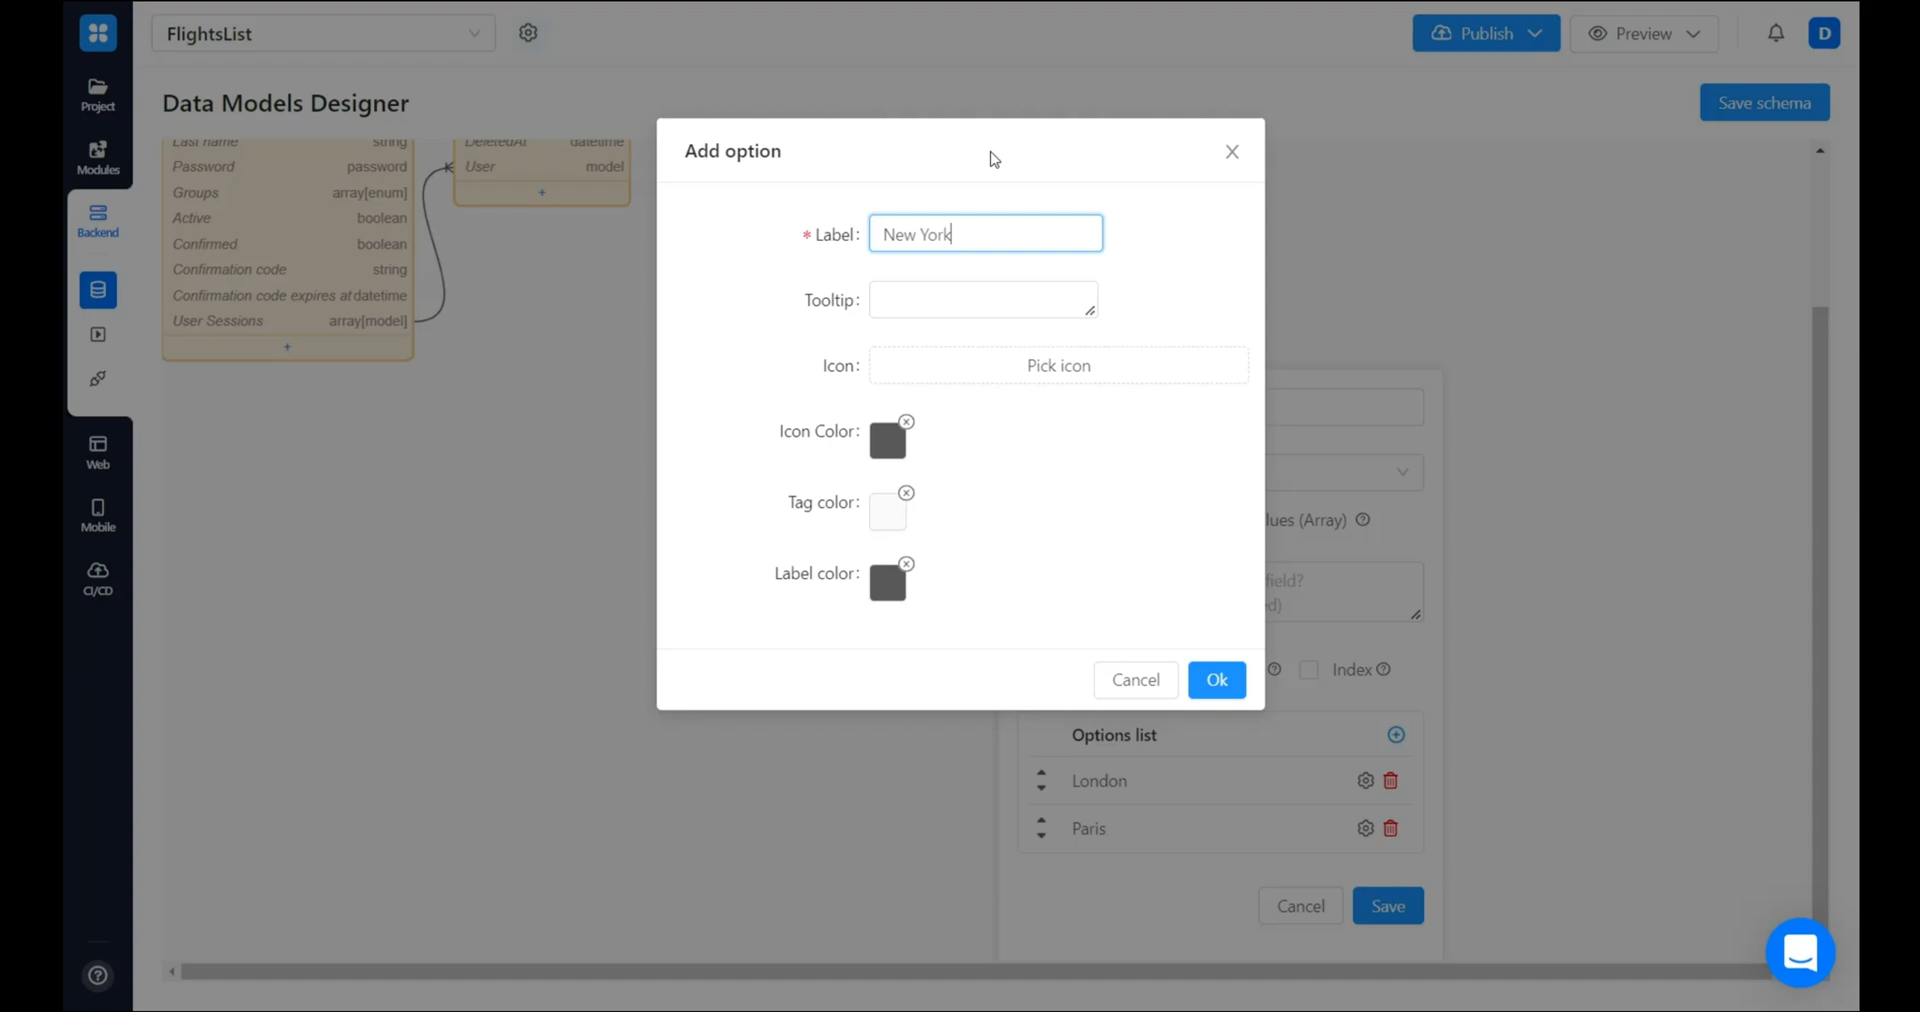 FlightsList
Publish
Preview
D
Project
Modules
Backend
Web
Mobile
CI/CD
Data Models Designer
Save schema
Last name string
Password password
Groups array[enum]
Active boolean
Confirmed boolean
Confirmation code string
Confirmation code expires at datetime
User Sessions array[model]
+
DeletedAt datetime
User model
+
Add option
* Label: New York
Tooltip:
Icon: Pick icon
Icon Color:
Tag color:
Label color:
Cancel
Ok
lues (Array)
field?
ed)
Index
Options list
London
Paris
Cancel
Save